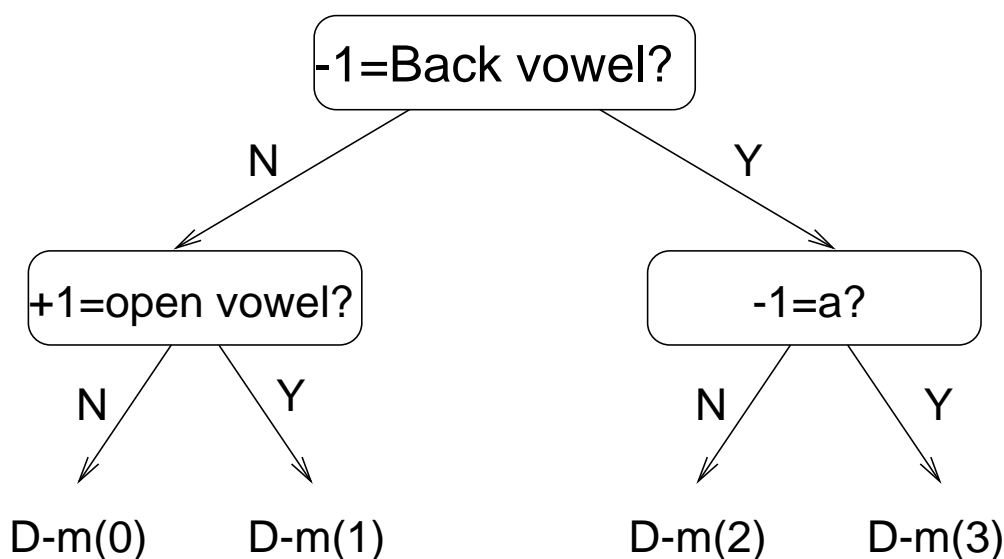 -1=Back vowel?
N
Y
+1=open vowel?
-1=a?
N
Y
N
Y
D-m(0)
D-m(1)
D-m(2)
D-m(3)